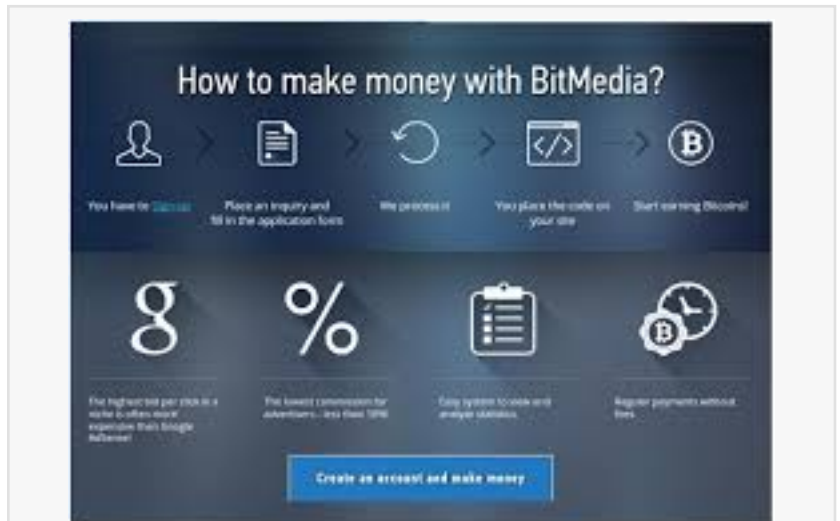 How to make money with BitMedia?
You have to Sign up
Place an inquiry and
fill in the application form
We process it
You place the code on
your site
Start earning Bitcoins!
The highest bid per click in a
niche is often more
expensive than Google
AdSense!
The lowest commission for
advertisers - less than 10%
Easy system to view and
analyze statistics
Regular payments without
fees
Create an account and make money